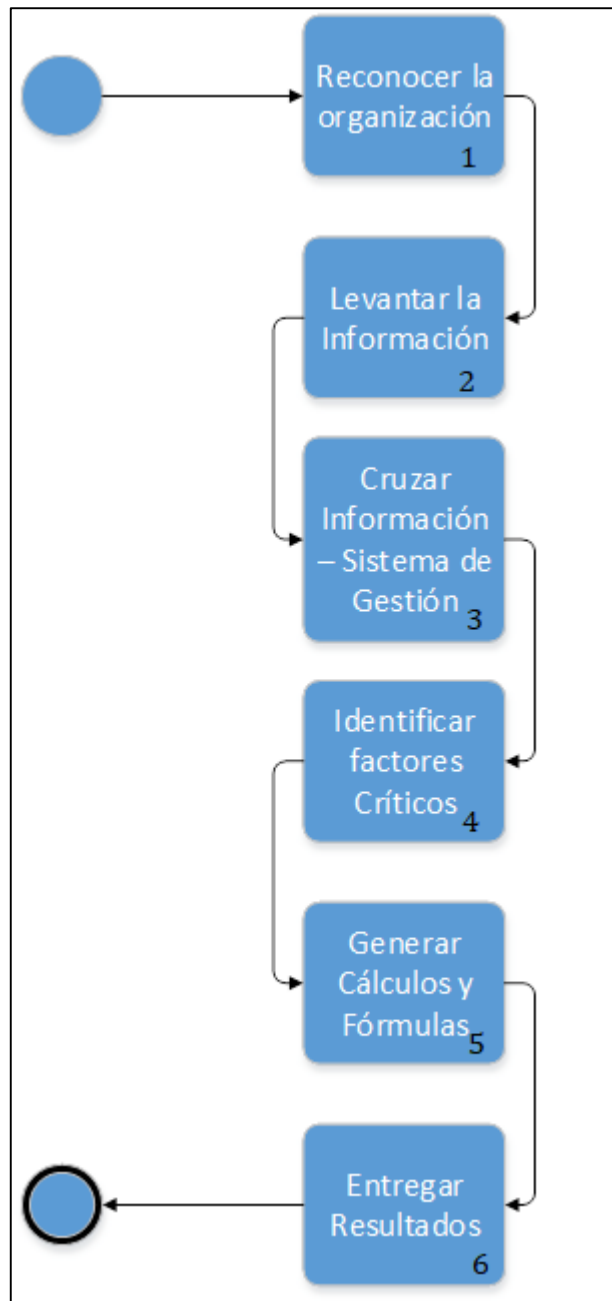 Reconocer la
organización
1
Levantar la
Información
2
Cruzar
Información
– Sistema de
Gestión
3
Identificar
factores
Críticos
4
Generar
Cálculos y
Fórmulas
5
Entregar
Resultados
6